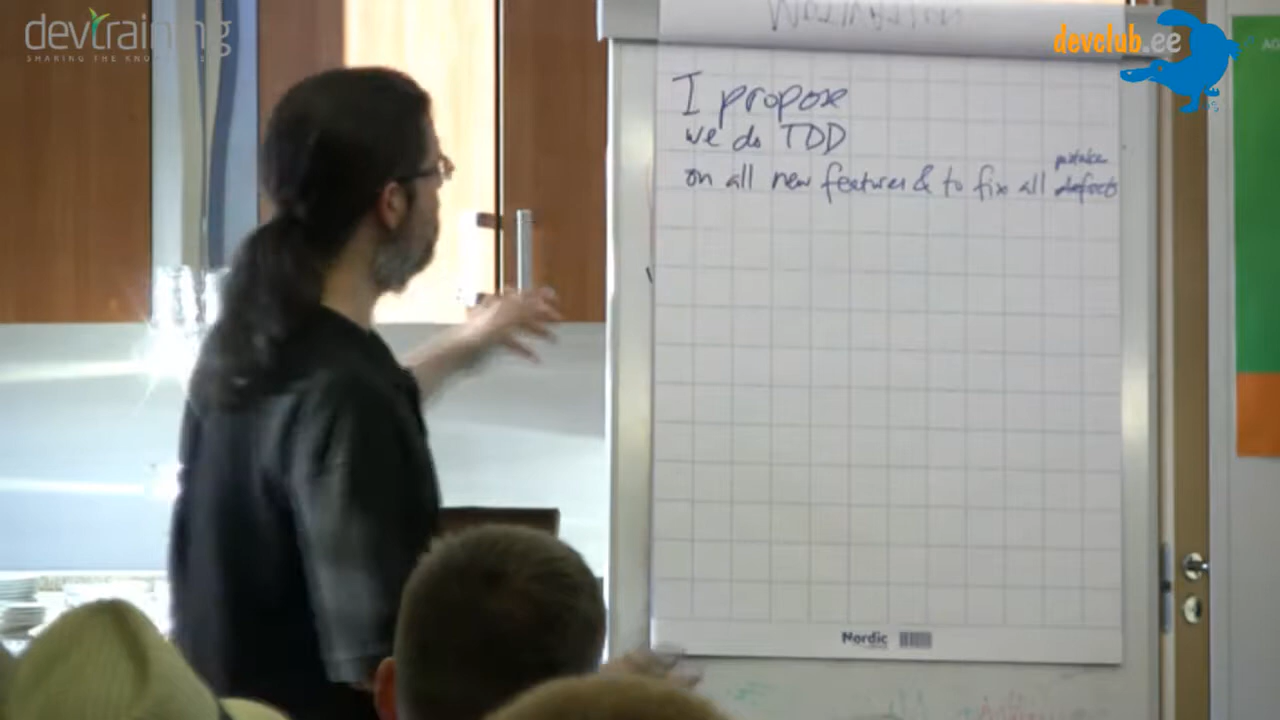 devtraining
SHARING THE KNOWLEDGE
devclub.ee
I propose
we do TDD
mistake
on all new features & to fix all defects
Nordic